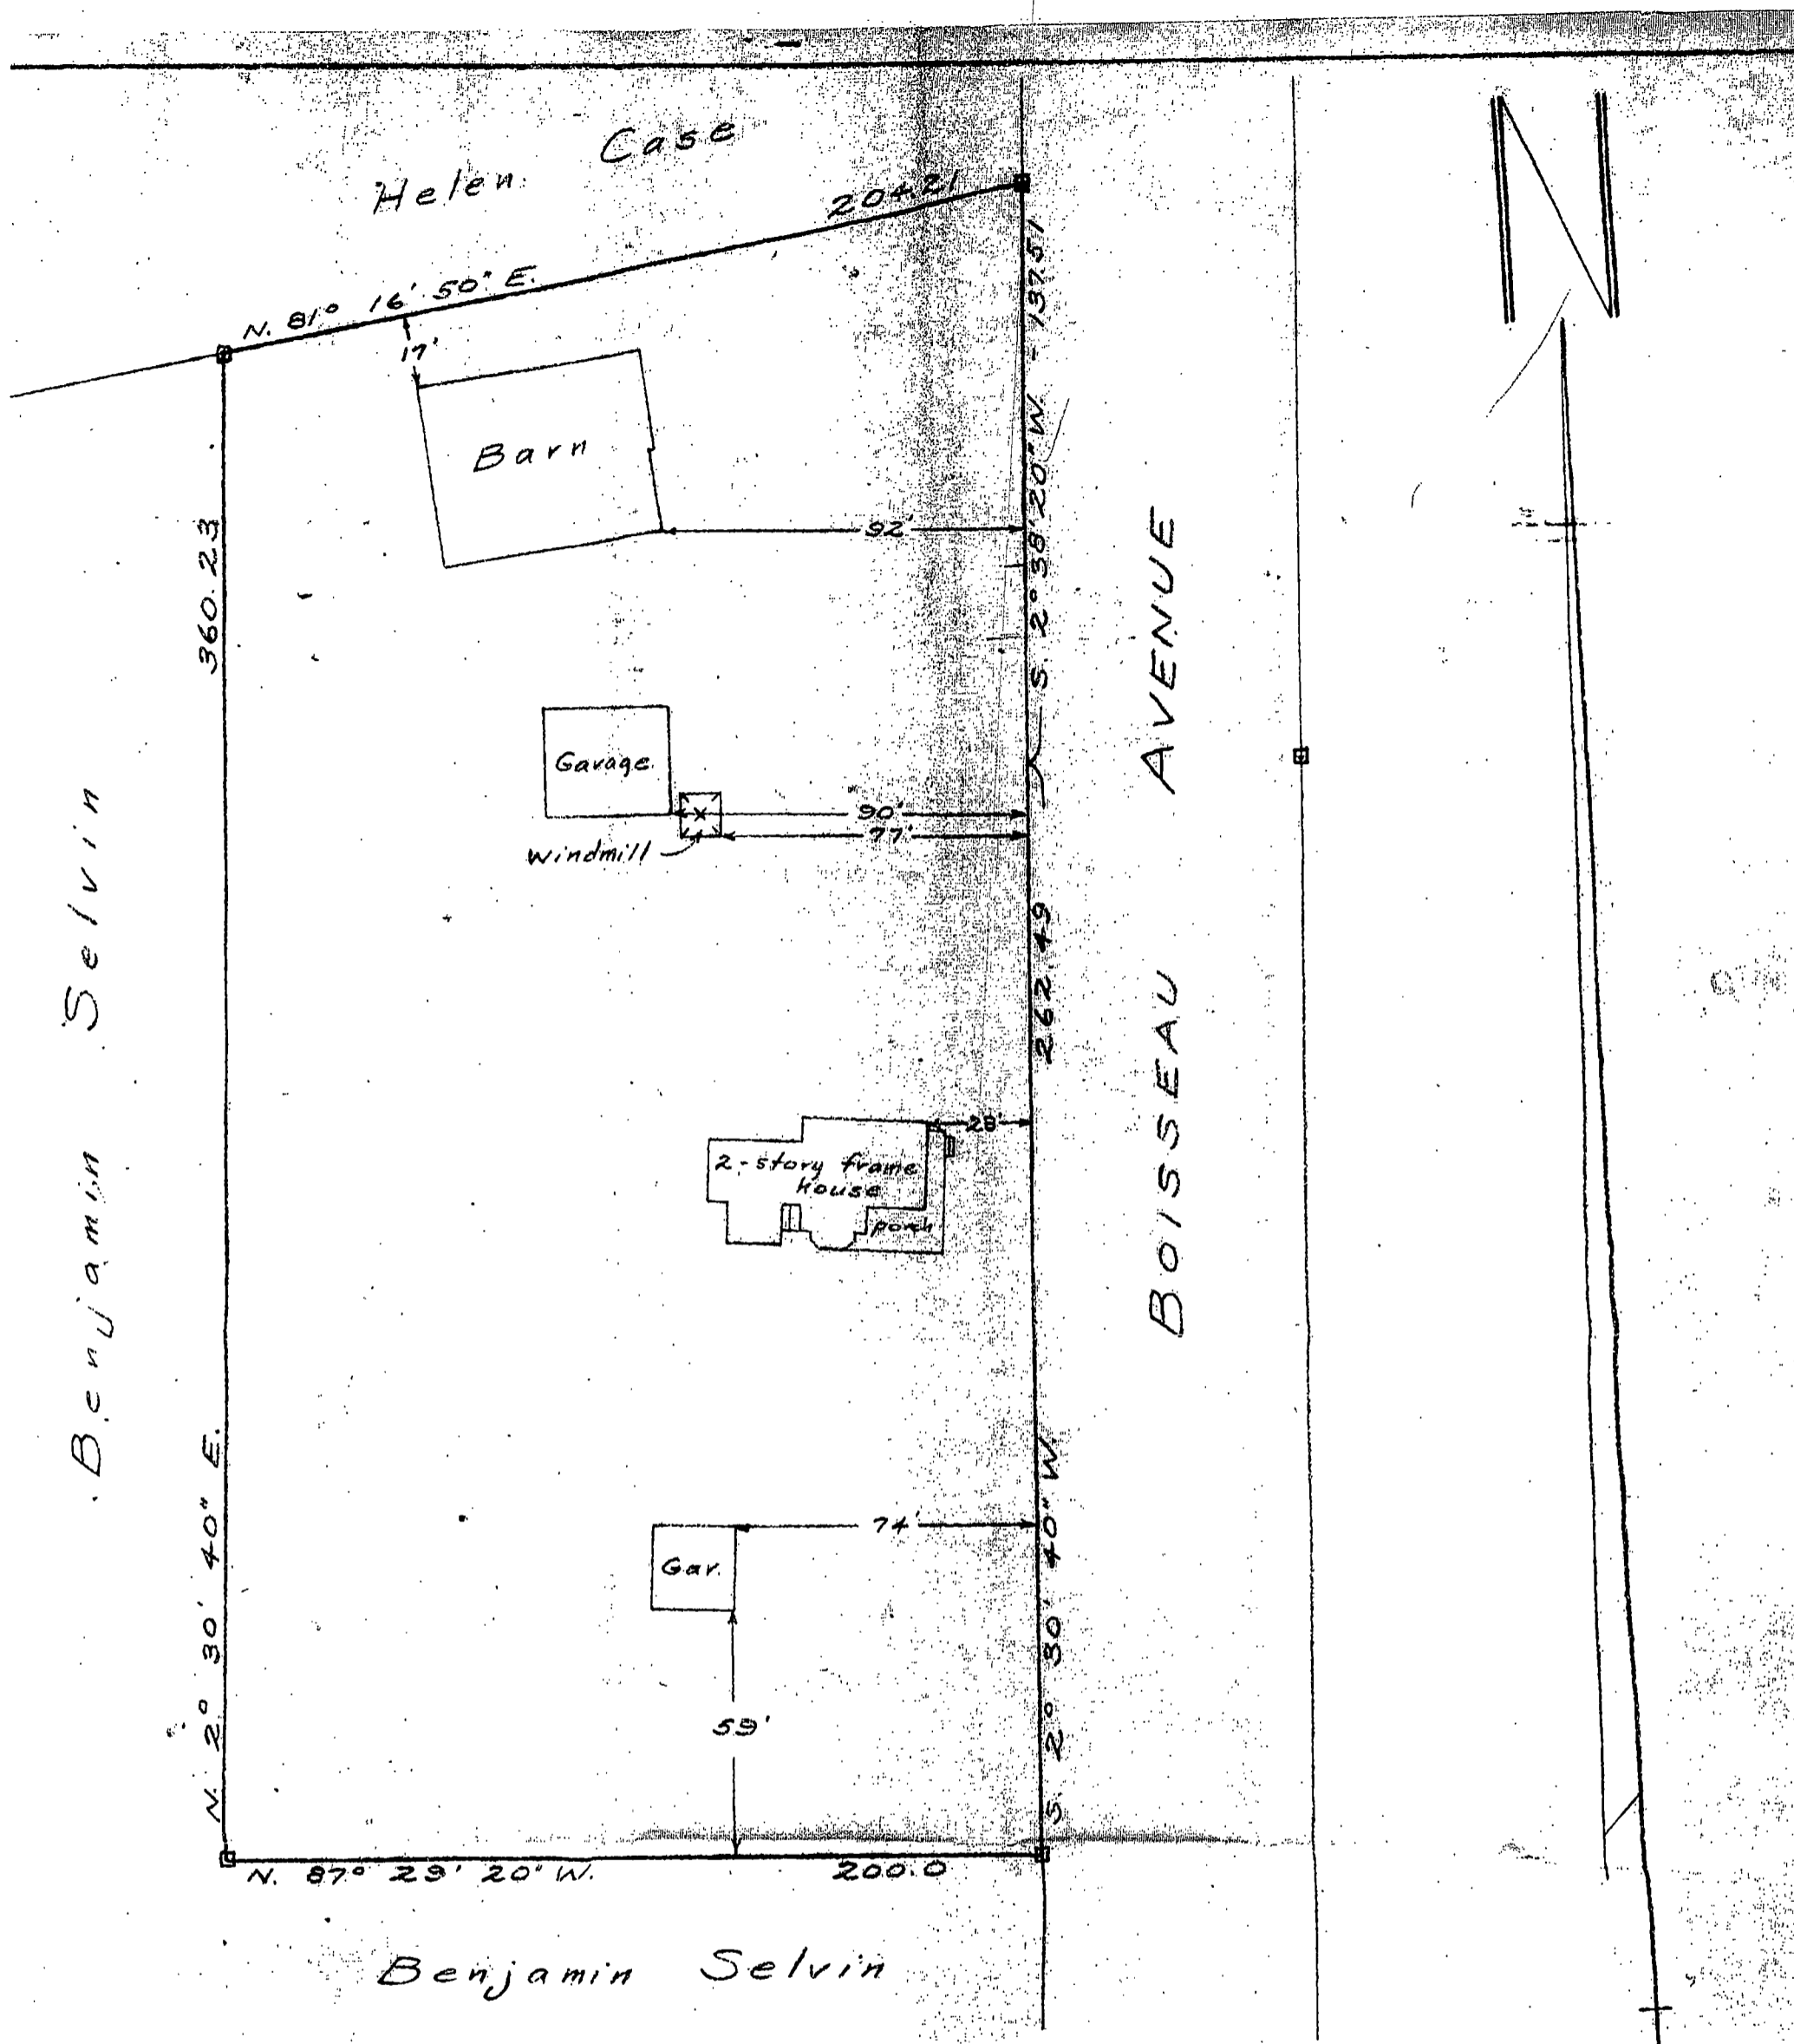 Helen Case
N. 81° 16' 50" E.
204.21
17'
Barn
92'
S. 2° 38' 20" W. - 137.51
360.23
Garage
90'
77'
Windmill
AVENUE
BOISSEAU
262.49
28'
2-story frame
house
porch
Benjamin Selvin
74'
Gar.
59'
N. 2° 30' 40" E.
S. 2° 30' 40" W.
N. 87° 29' 20" W.
200.0
Benjamin Selvin
N